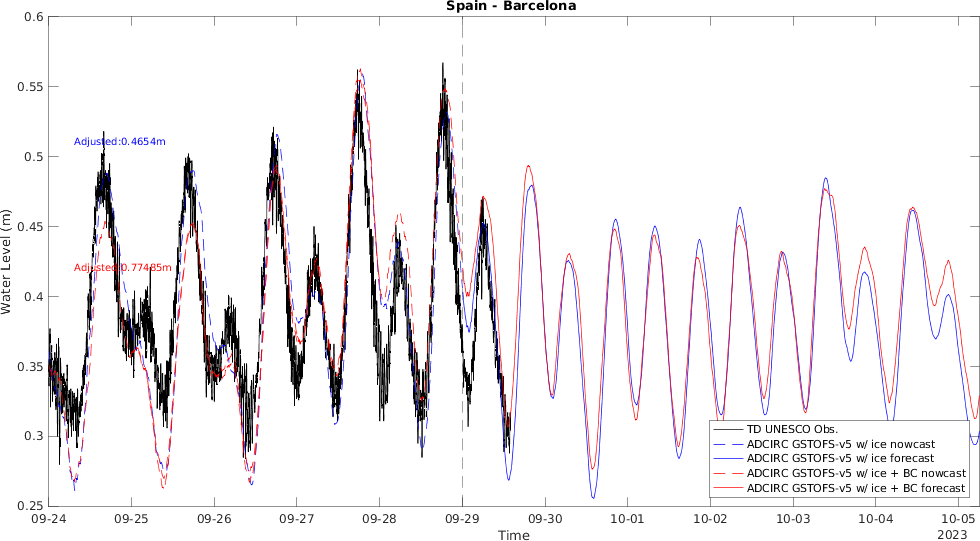 Spain - Barcelona
0.6
0.55
0.5
0.45
0.4
0.35
0.3
0.25
Water Level (m)
Adjusted:0.4654m
Adjusted:0.77485m
TD UNESCO Obs.
ADCIRC GSTOFS-v5 w/ ice nowcast
ADCIRC GSTOFS-v5 w/ ice forecast
ADCIRC GSTOFS-v5 w/ ice + BC nowcast
ADCIRC GSTOFS-v5 w/ ice + BC forecast
09-24 09-25 09-26 09-27 09-28 09-29 09-30 10-01 10-02 10-03 10-04 10-05
Time
2023